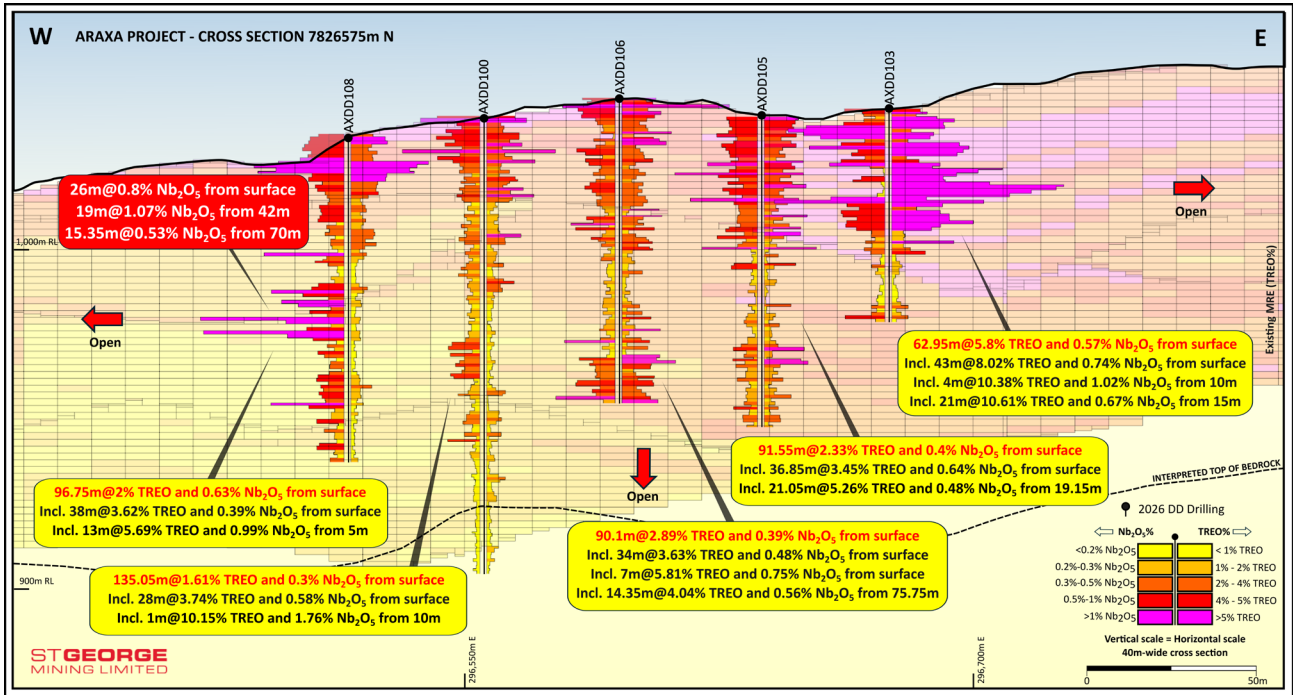 W ARAXA PROJECT - CROSS SECTION 7826575m N E
AXDD108
AXDD100
AXDD106
AXDD105
AXDD103
26m@0.8% Nb₂O₅ from surface
19m@1.07% Nb₂O₅ from 42m
15.35m@0.53% Nb₂O₅ from 70m
1,000m RL
Open
Open
Existing MRE (TREO%)
62.95m@5.8% TREO and 0.57% Nb₂O₅ from surface
Incl. 43m@8.02% TREO and 0.74% Nb₂O₅ from surface
Incl. 4m@10.38% TREO and 1.02% Nb₂O₅ from 10m
Incl. 21m@10.61% TREO and 0.67% Nb₂O₅ from 15m
91.55m@2.33% TREO and 0.4% Nb₂O₅ from surface
Incl. 36.85m@3.45% TREO and 0.64% Nb₂O₅ from surface
Incl. 21.05m@5.26% TREO and 0.48% Nb₂O₅ from 19.15m
96.75m@2% TREO and 0.63% Nb₂O₅ from surface
Incl. 38m@3.62% TREO and 0.39% Nb₂O₅ from surface
Incl. 13m@5.69% TREO and 0.99% Nb₂O₅ from 5m
Open
INTERPRETED TOP OF BEDROCK
90.1m@2.89% TREO and 0.39% Nb₂O₅ from surface
Incl. 34m@3.63% TREO and 0.48% Nb₂O₅ from surface
Incl. 7m@5.81% TREO and 0.75% Nb₂O₅ from surface
Incl. 14.35m@4.04% TREO and 0.56% Nb₂O₅ from 75.75m
900m RL
135.05m@1.61% TREO and 0.3% Nb₂O₅ from surface
Incl. 28m@3.74% TREO and 0.58% Nb₂O₅ from surface
Incl. 1m@10.15% TREO and 1.76% Nb₂O₅ from 10m
2026 DD Drilling
Nb₂O₅% TREO%
<0.2% Nb₂O₅ < 1% TREO
0.2%-0.3% Nb₂O₅ 1% - 2% TREO
0.3%-0.5% Nb₂O₅ 2% - 4% TREO
0.5%-1% Nb₂O₅ 4% - 5% TREO
>1% Nb₂O₅ >5% TREO
Vertical scale = Horizontal scale
40m-wide cross section
0 50m
296,550m E
296,700m E
STGEORGE
MINING LIMITED